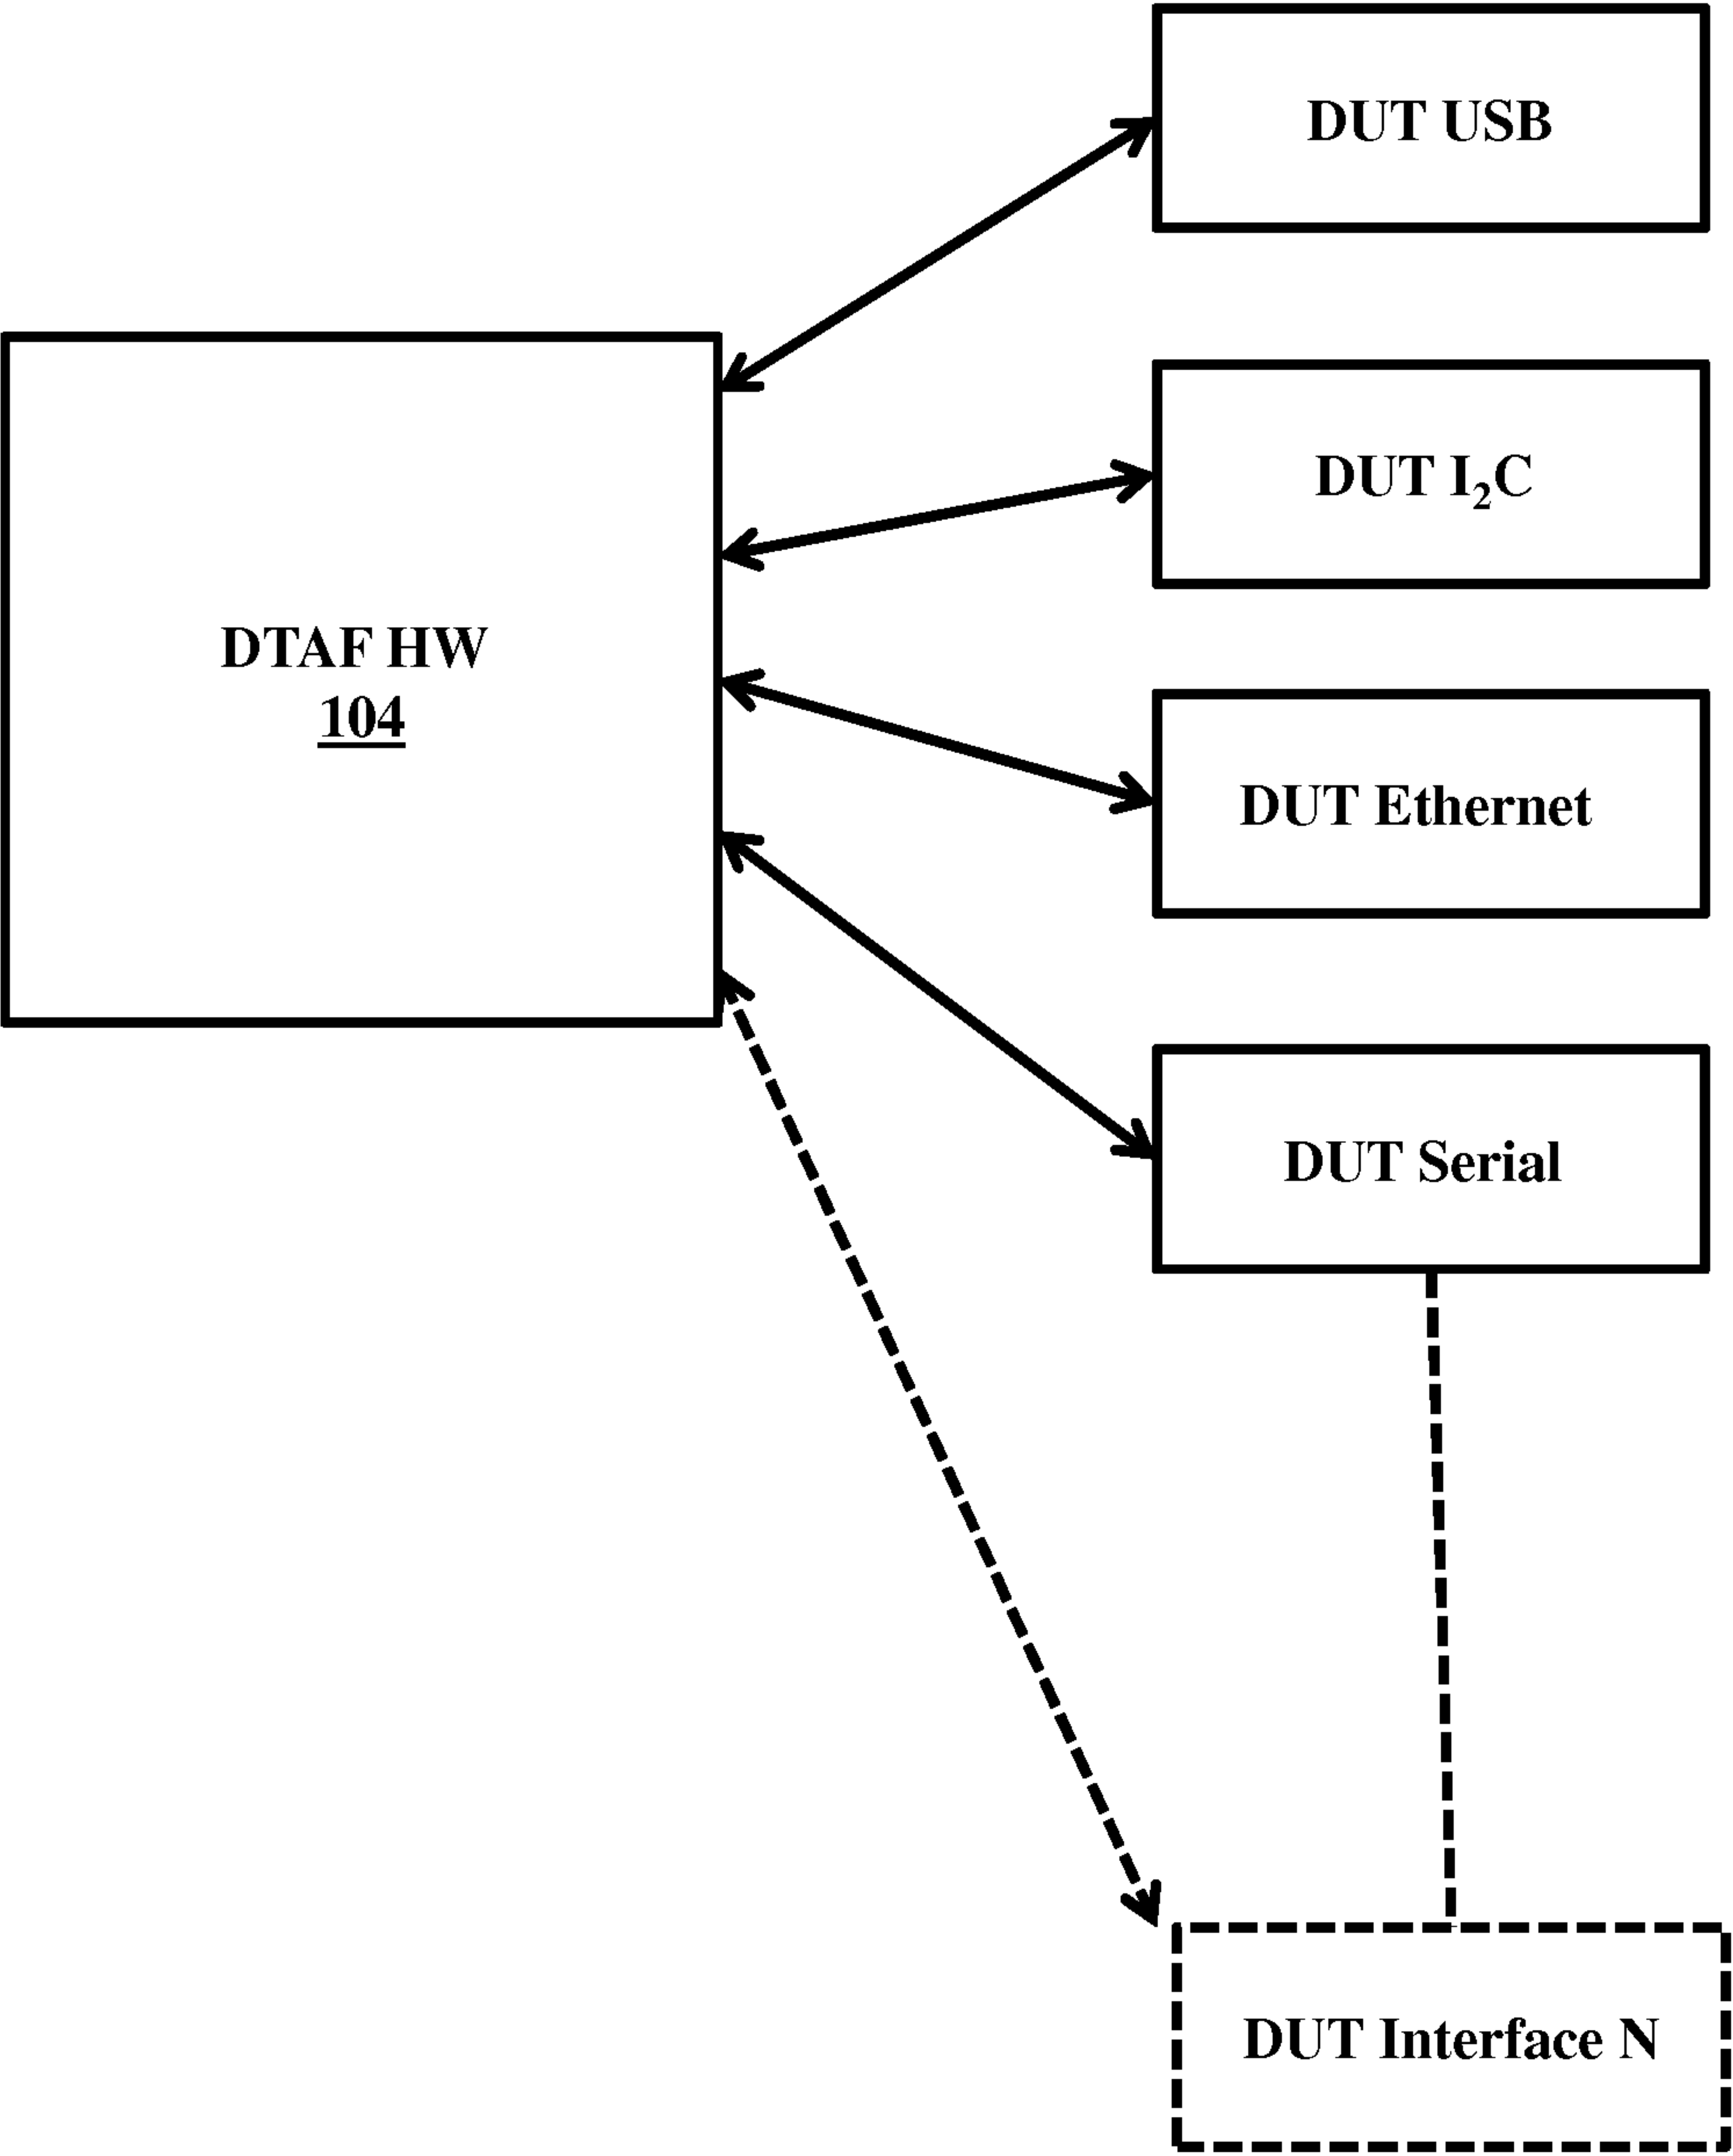 DUT USB
DUT I₂C
DTAF HW
104
DUT Ethernet
DUT Serial
DUT Interface N